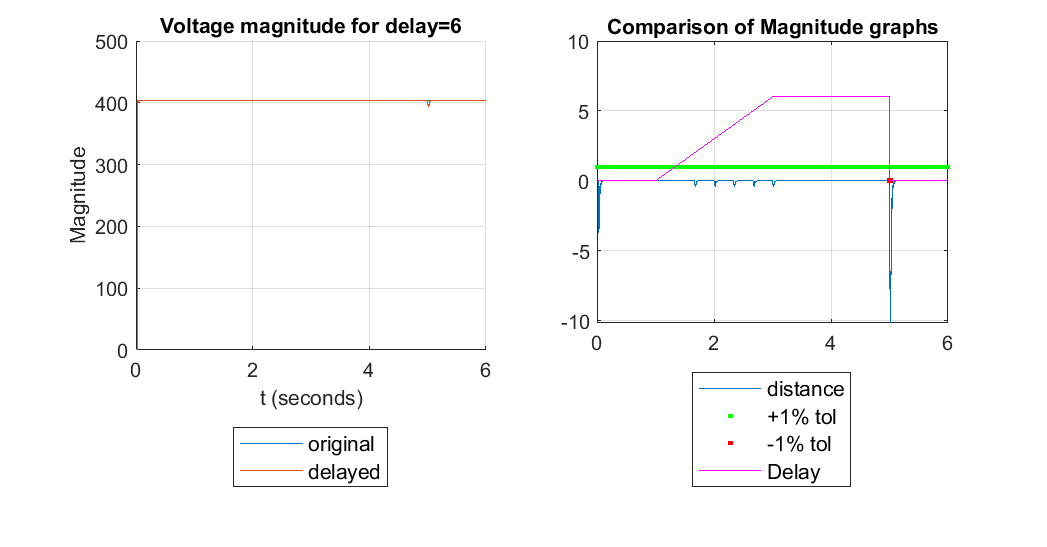 Voltage magnitude for delay=6
500
400
300
200
100
0
Magnitude
0 2 4 6
t (seconds)
original
delayed
Comparison of Magnitude graphs
10
5
0
-5
-10
0 2 4 6
distance
+1% tol
-1% tol
Delay